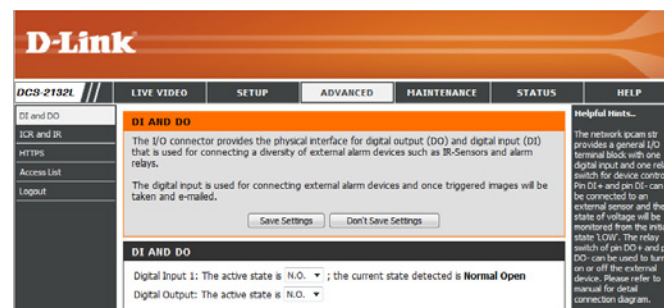 D-Link
DCS-2132L
LIVE VIDEO
SETUP
ADVANCED
MAINTENANCE
STATUS
HELP
DI and DO
ICR and IR
HTTPS
Access List
Logout
DI AND DO
The I/O connector provides the physical interface for digital output (DO) and digital input (DI)
that is used for connecting a diversity of external alarm devices such as IR-Sensors and alarm
relays.
The digital input is used for connecting external alarm devices and once triggered images will be
taken and e-mailed.
Save Settings
Don't Save Settings
DI AND DO
Digital Input 1: The active state is N.O. ; the current state detected is Normal Open
Digital Output: The active state is N.O.
Helpful Hints..
The network ipcam str
provides a general I/O
terminal block with one
digital input and one rel
switch for device contro
Pin DI+ and pin DI- can
be connected to an
external sensor and the
state of voltage will be
monitored from the initia
state 'LOW'. The relay
switch of pin DO+ and p
DO- can be used to turn
on or off the external
device. Please refer to
manual for detail
connection diagram.